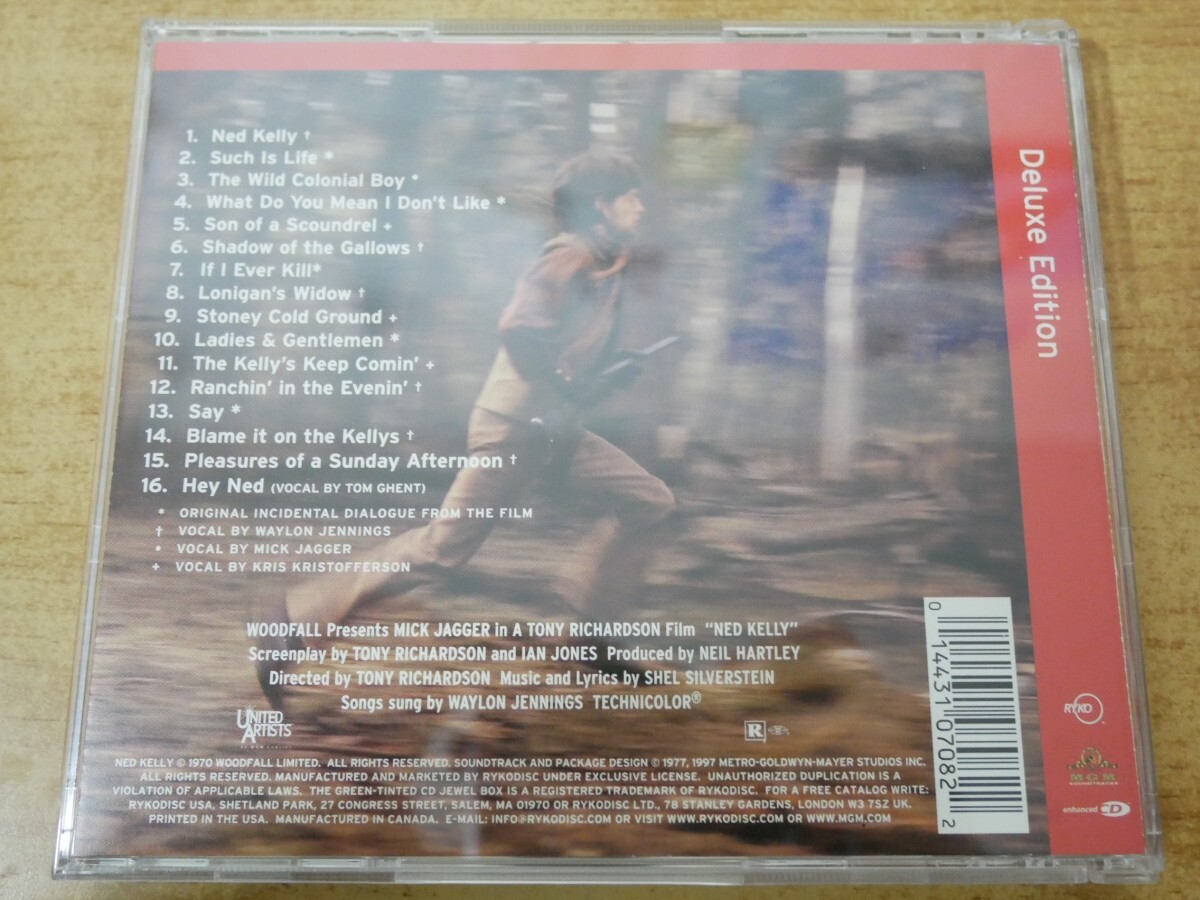 1. Ned Kelly †
2. Such Is Life *
3. The Wild Colonial Boy *
4. What Do You Mean I Don't Like *
5. Son of a Scoundrel +
6. Shadow of the Gallows †
7. If I Ever Kill*
8. Lonigan's Widow †
9. Stoney Cold Ground +
10. Ladies & Gentlemen *
11. The Kelly's Keep Comin' +
12. Ranchin' in the Evenin' †
13. Say *
14. Blame it on the Kellys †
15. Pleasures of a Sunday Afternoon †
16. Hey Ned (VOCAL BY TOM GHENT)
* ORIGINAL INCIDENTAL DIALOGUE FROM THE FILM
† VOCAL BY WAYLON JENNINGS
* VOCAL BY MICK JAGGER
+ VOCAL BY KRIS KRISTOFFERSON
WOODFALL Presents MICK JAGGER in A TONY RICHARDSON Film "NED KELLY"
Screenplay by TONY RICHARDSON and IAN JONES Produced by NEIL HARTLEY
Directed by TONY RICHARDSON Music and Lyrics by SHEL SILVERSTEIN
Songs sung by WAYLON JENNINGS TECHNICOLOR®
UNITED
ARTISTS
R
NED KELLY © 1970 WOODFALL LIMITED. ALL RIGHTS RESERVED. SOUNDTRACK AND PACKAGE DESIGN © 1977, 1997 METRO-GOLDWYN-MAYER STUDIOS INC.
ALL RIGHTS RESERVED. MANUFACTURED AND MARKETED BY RYKODISC UNDER EXCLUSIVE LICENSE. UNAUTHORIZED DUPLICATION IS A
VIOLATION OF APPLICABLE LAWS. THE GREEN-TINTED CD JEWEL BOX IS A REGISTERED TRADEMARK OF RYKODISC. FOR A FREE CATALOG WRITE:
RYKODISC USA, SHETLAND PARK, 27 CONGRESS STREET, SALEM, MA 01970 OR RYKODISC LTD., 78 STANLEY GARDENS, LONDON W3 7SZ UK.
PRINTED IN THE USA. MANUFACTURED IN CANADA. E-MAIL: INFO@RYKODISC.COM OR VISIT WWW.RYKODISC.COM OR WWW.MGM.COM
Deluxe Edition
0 14431 07082 2
RYKO
MGM
SOUNDTRACKS
enhanced CD